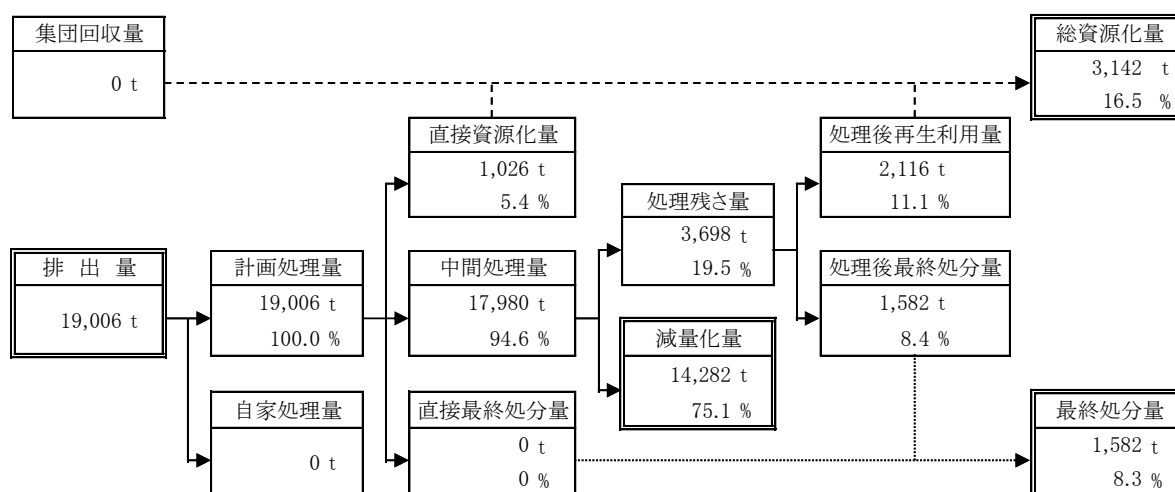 集団回収量
0 t
総資源化量
3,142 t
16.5 %
直接資源化量
1,026 t
5.4 %
処理後再生利用量
2,116 t
11.1 %
処理残さ量
3,698 t
19.5 %
排 出 量
19,006 t
計画処理量
19,006 t
100.0 %
中間処理量
17,980 t
94.6 %
処理後最終処分量
1,582 t
8.4 %
減量化量
14,282 t
75.1 %
自家処理量
0 t
直接最終処分量
0 t
0 %
最終処分量
1,582 t
8.3 %